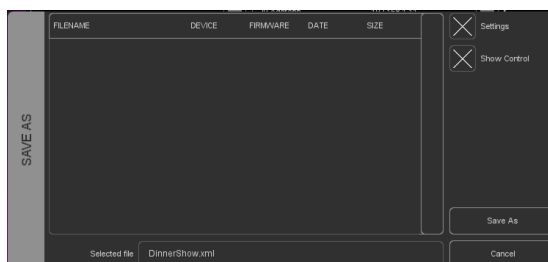 FILENAME DEVICE FIRMWARE DATE SIZE
Settings
Show Control
SAVE AS
Save As
Selected file DinnerShow.xml
Cancel